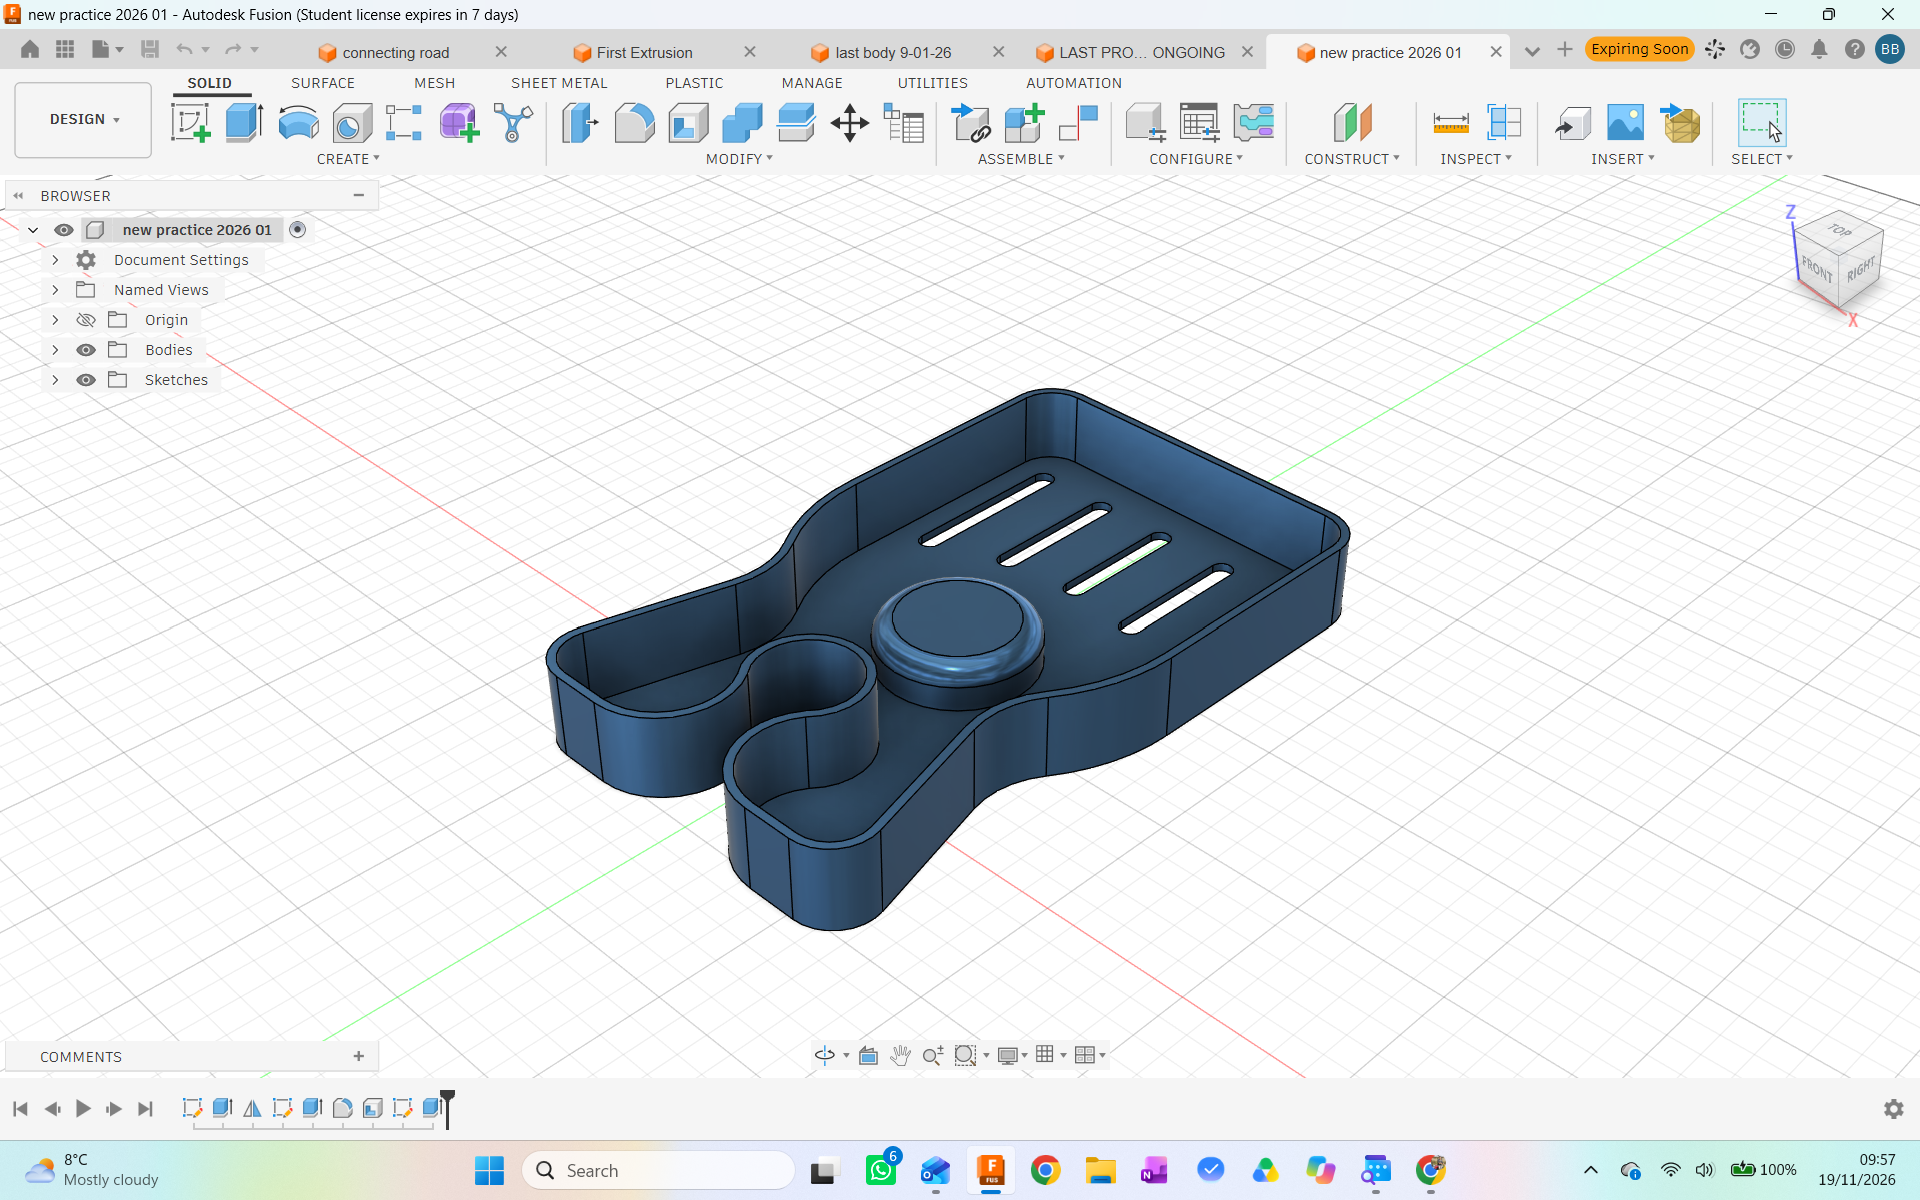 new practice 2026 01 - Autodesk Fusion (Student license expires in 7 days)
connecting road
First Extrusion
last body 9-01-26
LAST PRO... ONGOING
new practice 2026 01
Expiring Soon
BB
SOLID
SURFACE
MESH
SHEET METAL
PLASTIC
MANAGE
UTILITIES
AUTOMATION
DESIGN
CREATE
MODIFY
ASSEMBLE
CONFIGURE
CONSTRUCT
INSPECT
INSERT
SELECT
BROWSER
new practice 2026 01
Document Settings
Named Views
Origin
Bodies
Sketches
Z
TOP
FRONT
RIGHT
X
COMMENTS
8°C
Mostly cloudy
Search
6
FUS
100%
09:57
19/11/2026